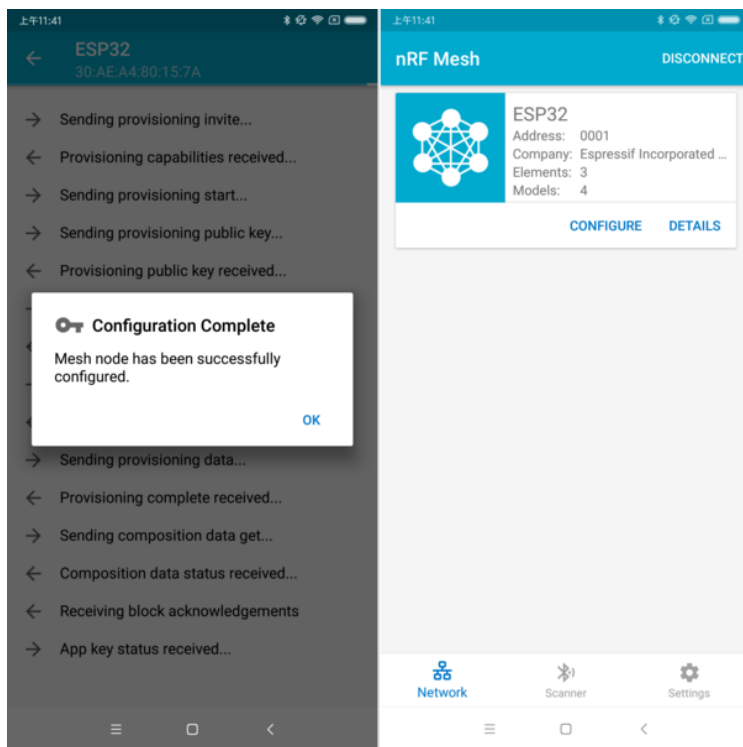 上午11:41
ESP32
30:AE:A4:80:15:7A
Sending provisioning invite...
Provisioning capabilities received...
Sending provisioning start...
Sending provisioning public key...
Provisioning public key received...
Configuration Complete
Mesh node has been successfully
configured.
OK
Sending provisioning data...
Provisioning complete received...
Sending composition data get...
Composition data status received...
Receiving block acknowledgements
App key status received...
上午11:41
nRF Mesh
DISCONNECT
ESP32
Address: 0001
Company: Espressif Incorporated ...
Elements: 3
Models: 4
CONFIGURE DETAILS
Network
Scanner
Settings